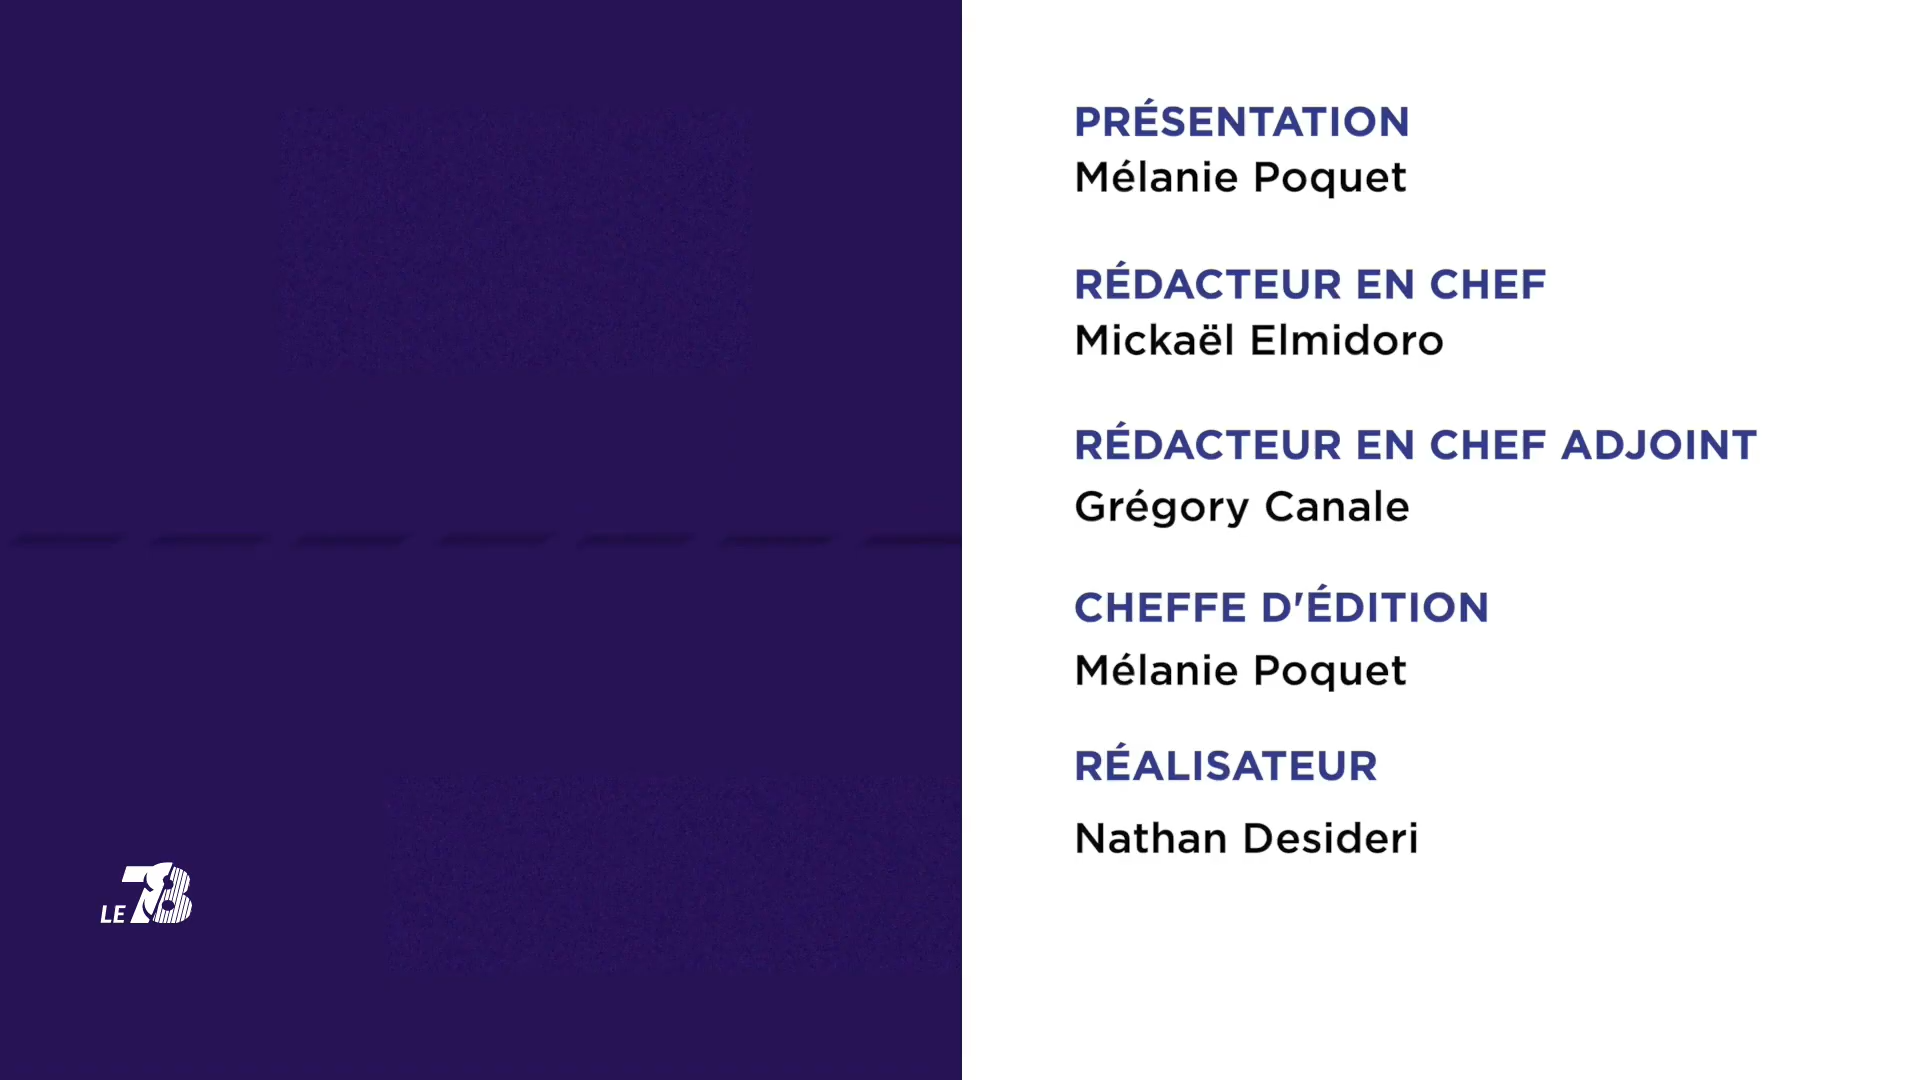 PRÉSENTATION
Mélanie Poquet
RÉDACTEUR EN CHEF
Mickaël Elmidoro
RÉDACTEUR EN CHEF ADJOINT
Grégory Canale
CHEFFE D'ÉDITION
Mélanie Poquet
RÉALISATEUR
Nathan Desideri
LE 78